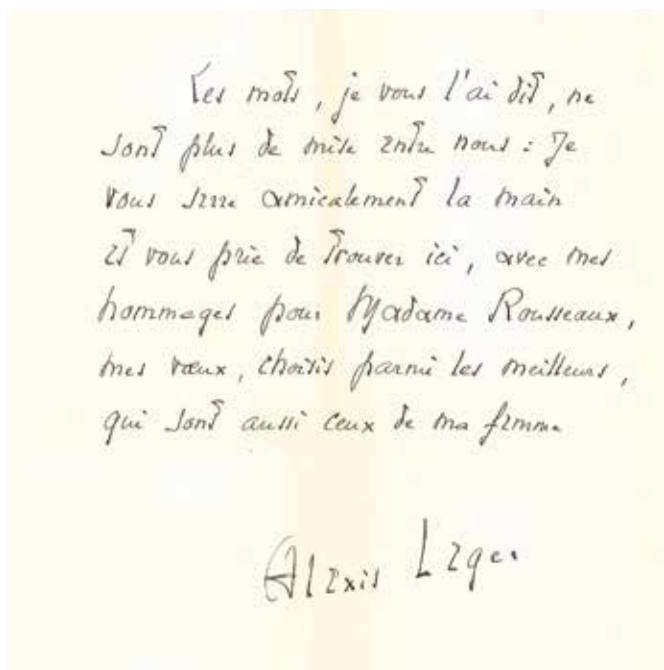 Les mots, je vous l'ai dit, ne
sont plus de mise entre nous : Je
vous serre amicalement la main
et vous prie de trouver ici, avec mes
hommages pour Madame Rousseaux,
mes vœux, choisis parmi les meilleurs,
qui sont aussi ceux de ma femme
Alexis Leger